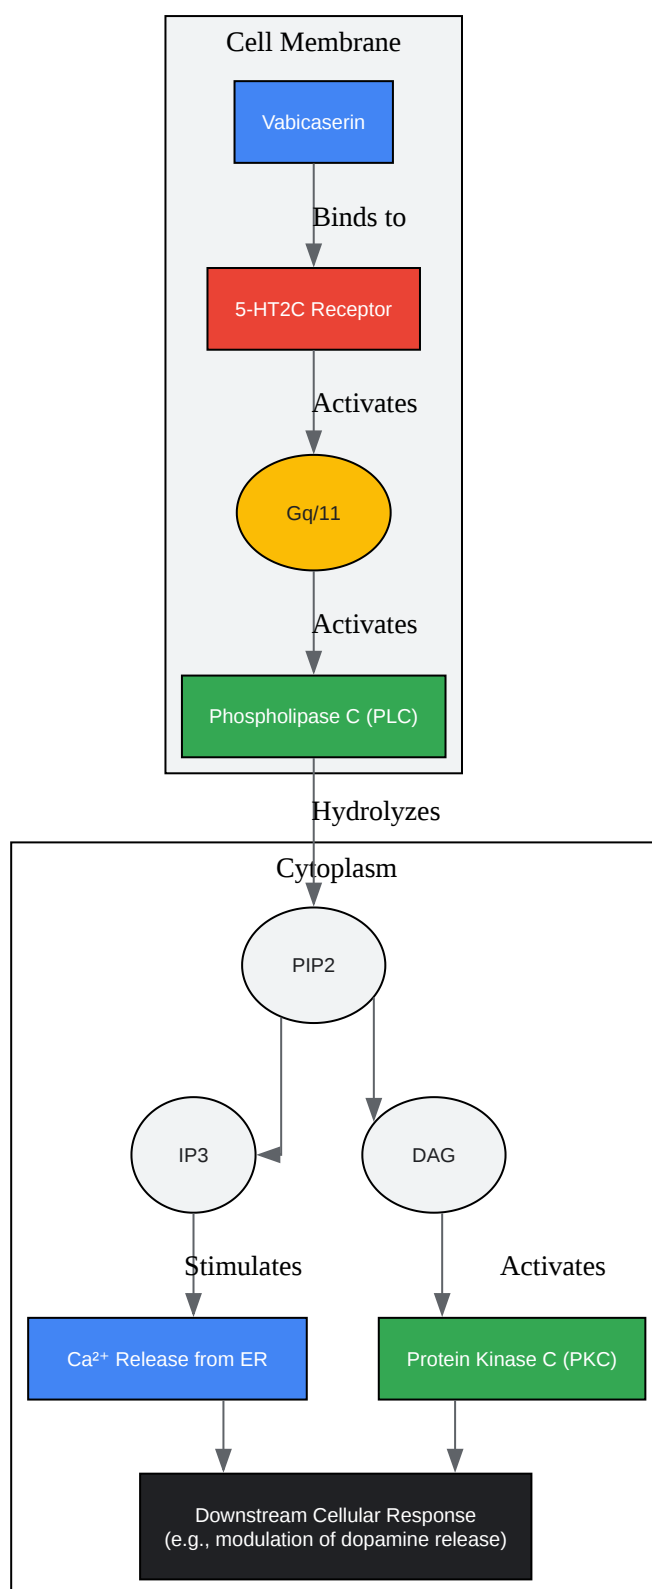 Cell Membrane
Vabicaserin
Binds to
5-HT2C Receptor
Activates
Gq/11
Activates
Phospholipase C (PLC)
Hydrolyzes
Cytoplasm
PIP2
IP3
DAG
Stimulates
Activates
Ca²⁺ Release from ER
Protein Kinase C (PKC)
Downstream Cellular Response
(e.g., modulation of dopamine release)